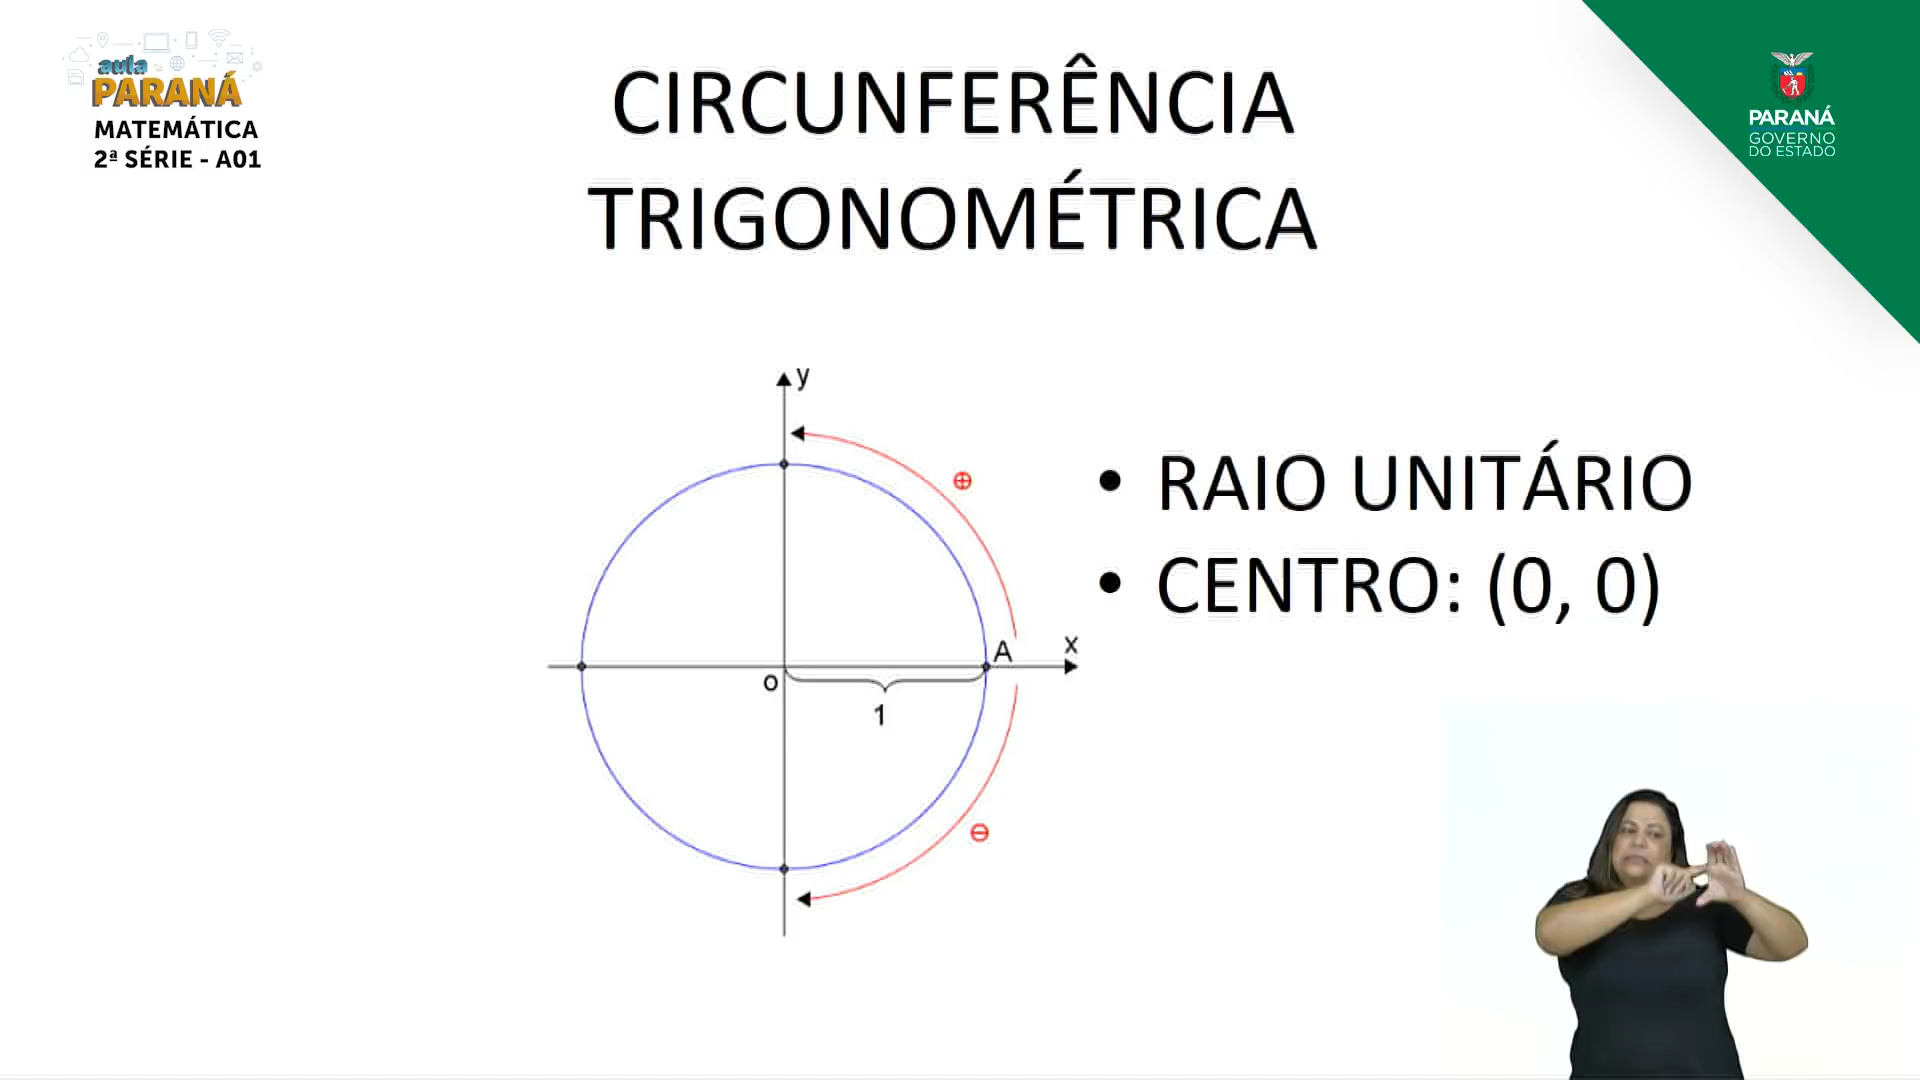 aula
PARANÁ
MATEMÁTICA
2ª SÉRIE - A01
CIRCUNFERÊNCIA
TRIGONOMÉTRICA
PARANÁ
GOVERNO
DO ESTADO
y
⊕
• RAIO UNITÁRIO
• CENTRO: (0, 0)
A
x
o
1
⊖